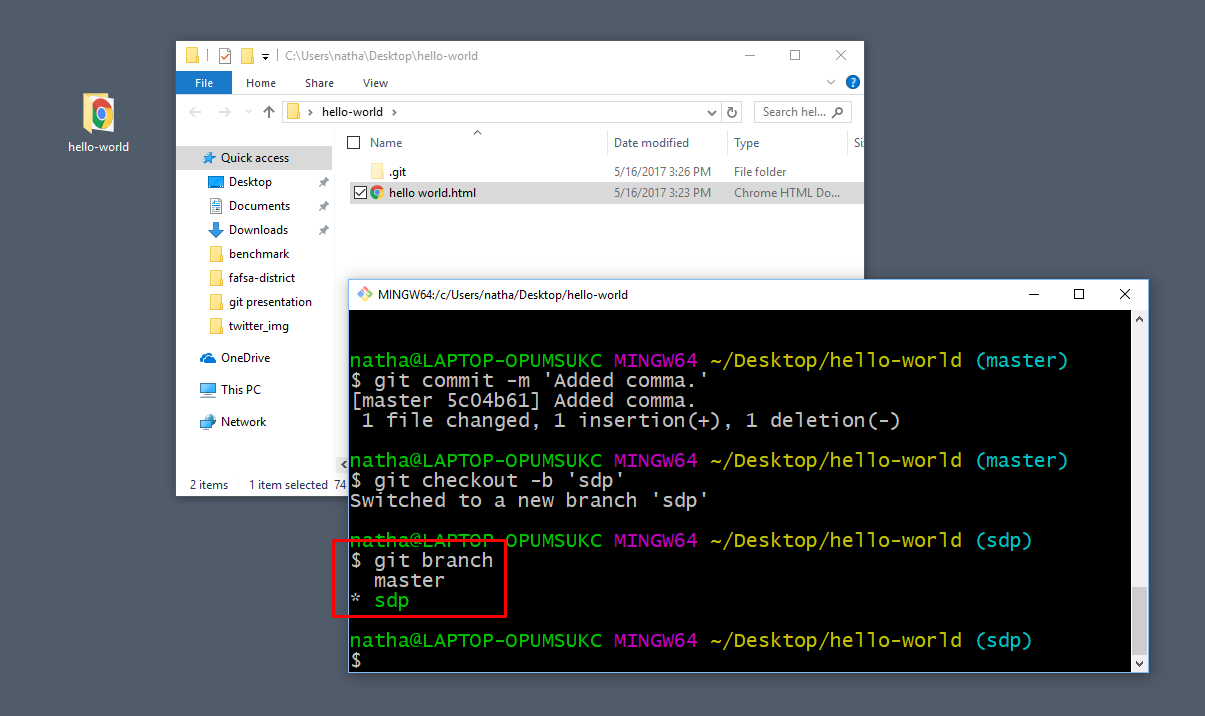 hello-world
C:\Users\natha\Desktop\hello-world
File Home Share View
hello-world
Search hel...
Name Date modified Type Si
Quick access
Desktop
Documents
Downloads
benchmark
fafsa-district
git presentation
twitter_img
OneDrive
This PC
Network
.git 5/16/2017 3:26 PM File folder
hello world.html 5/16/2017 3:23 PM Chrome HTML Do...
2 items 1 item selected 74
MINGW64:/c/Users/natha/Desktop/hello-world
natha@LAPTOP-OPUMSUKC MINGW64 ~/Desktop/hello-world (master)
$ git commit -m 'Added comma.'
[master 5c04b61] Added comma.
1 file changed, 1 insertion(+), 1 deletion(-)
natha@LAPTOP-OPUMSUKC MINGW64 ~/Desktop/hello-world (master)
$ git checkout -b 'sdp'
Switched to a new branch 'sdp'
natha@LAPTOP-OPUMSUKC MINGW64 ~/Desktop/hello-world (sdp)
$ git branch
master
* sdp
natha@LAPTOP-OPUMSUKC MINGW64 ~/Desktop/hello-world (sdp)
$